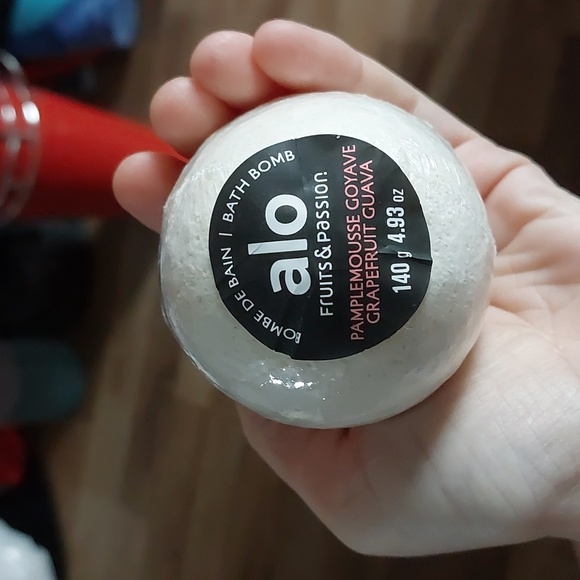 BOMBE DE BAIN | BATH BOMB
alo
FRUITS&PASSION
PAMPLEMOUSSE GOYAVE
GRAPEFRUIT GUAVA
140 g 4.93 oz